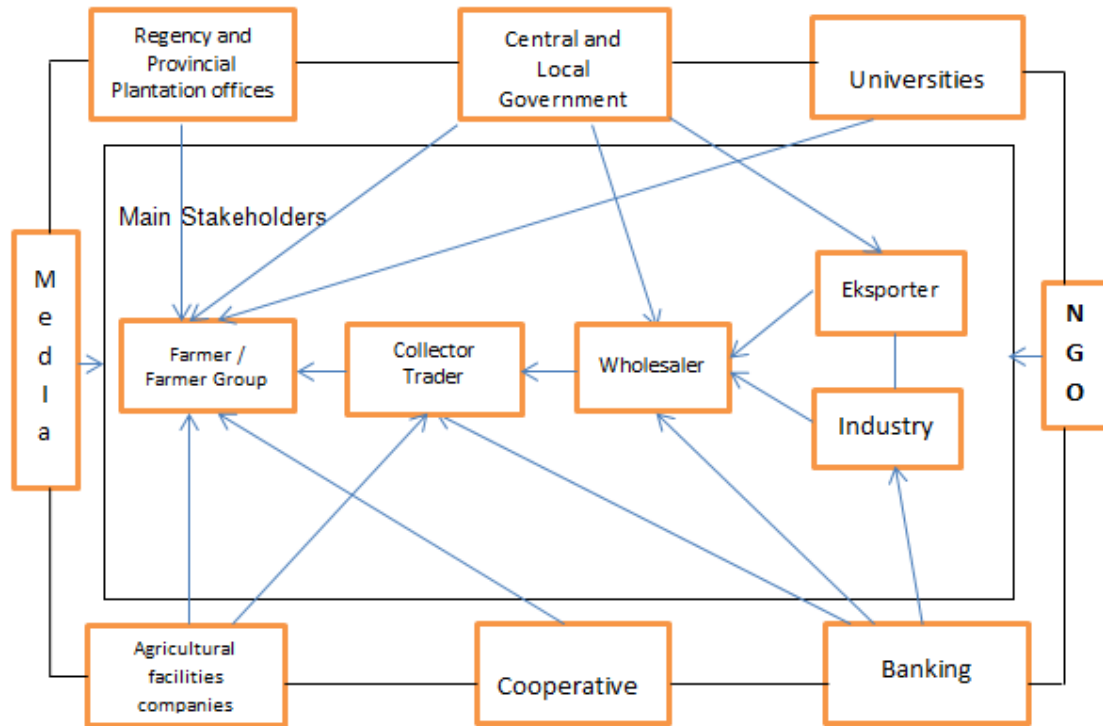 Regency and
Provincial
Plantation offices
Central and
Local
Government
Universities
Main Stakeholders
M
e
d
I
a
Eksporter
N
G
O
Farmer /
Farmer Group
Collector
Trader
Wholesaler
Industry
Agricultural
facilities
companies
Cooperative
Banking